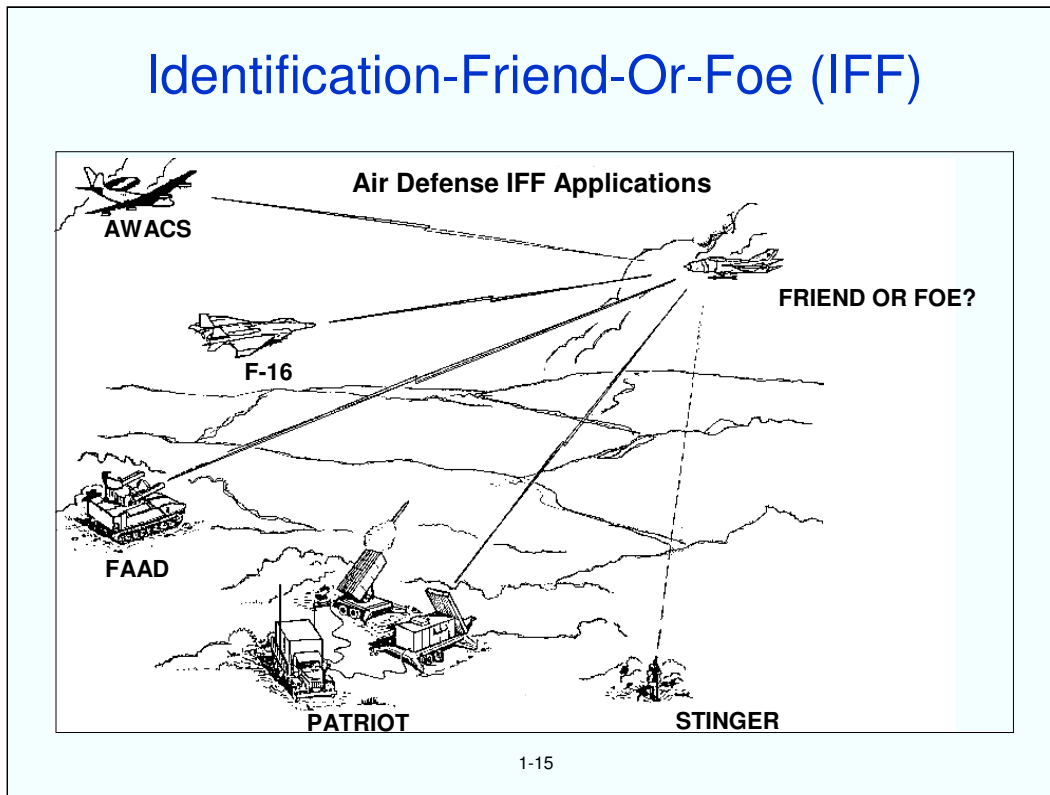 Identification-Friend-Or-Foe (IFF)
Air Defense IFF Applications
AWACS
FRIEND OR FOE?
F-16
FAAD
PATRIOT
STINGER
1-15